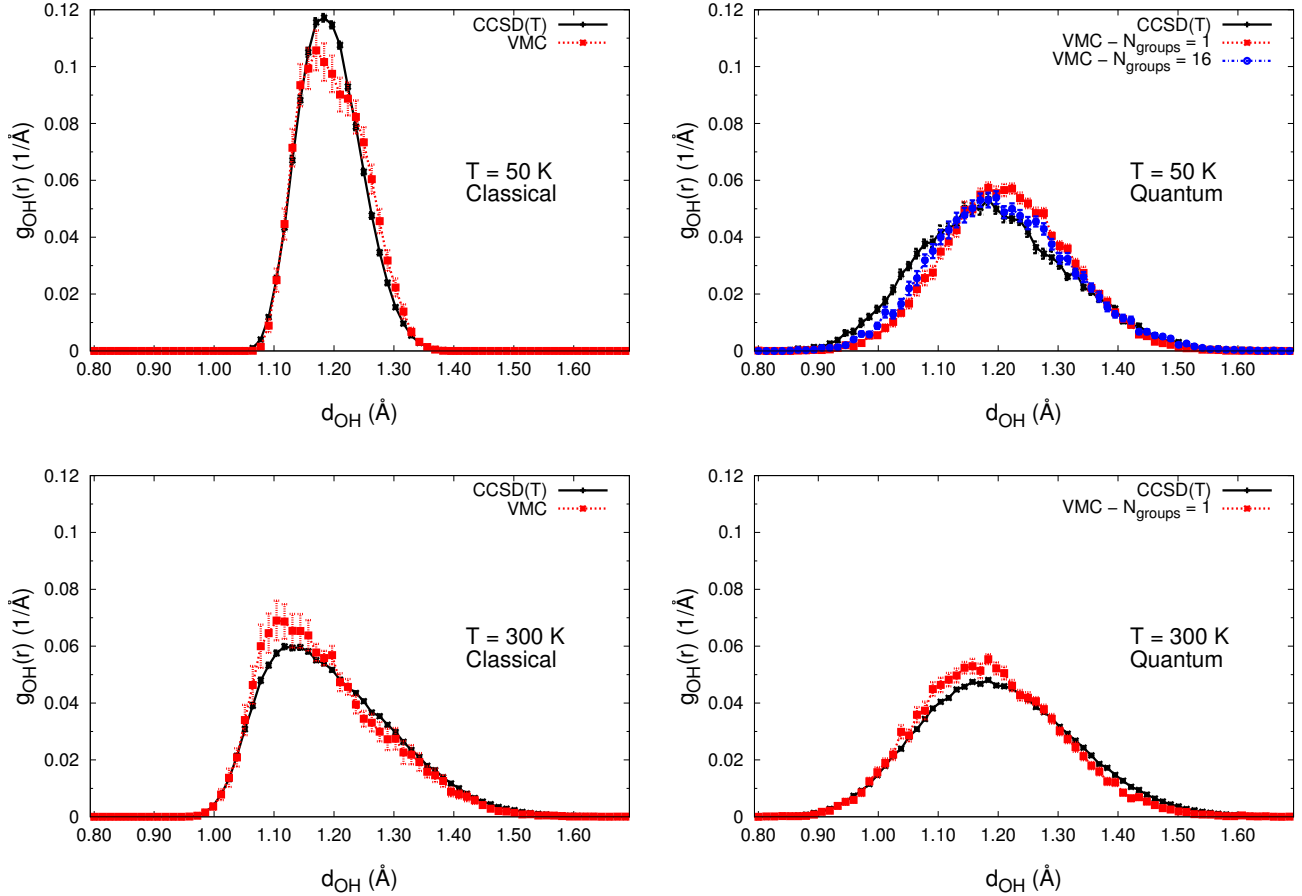 CCSD(T)
VMC
T = 50 K
Classical
g_OH(r) (1/Å)
0.12
0.1
0.08
0.06
0.04
0.02
0
0.80 0.90 1.00 1.10 1.20 1.30 1.40 1.50 1.60
d_OH (Å)
CCSD(T)
VMC − N_groups = 1
VMC − N_groups = 16
T = 50 K
Quantum
g_OH(r) (1/Å)
0.12
0.1
0.08
0.06
0.04
0.02
0
0.80 0.90 1.00 1.10 1.20 1.30 1.40 1.50 1.60
d_OH (Å)
CCSD(T)
VMC
T = 300 K
Classical
g_OH(r) (1/Å)
0.12
0.1
0.08
0.06
0.04
0.02
0
0.80 0.90 1.00 1.10 1.20 1.30 1.40 1.50 1.60
d_OH (Å)
CCSD(T)
VMC − N_groups = 1
T = 300 K
Quantum
g_OH(r) (1/Å)
0.12
0.1
0.08
0.06
0.04
0.02
0
0.80 0.90 1.00 1.10 1.20 1.30 1.40 1.50 1.60
d_OH (Å)